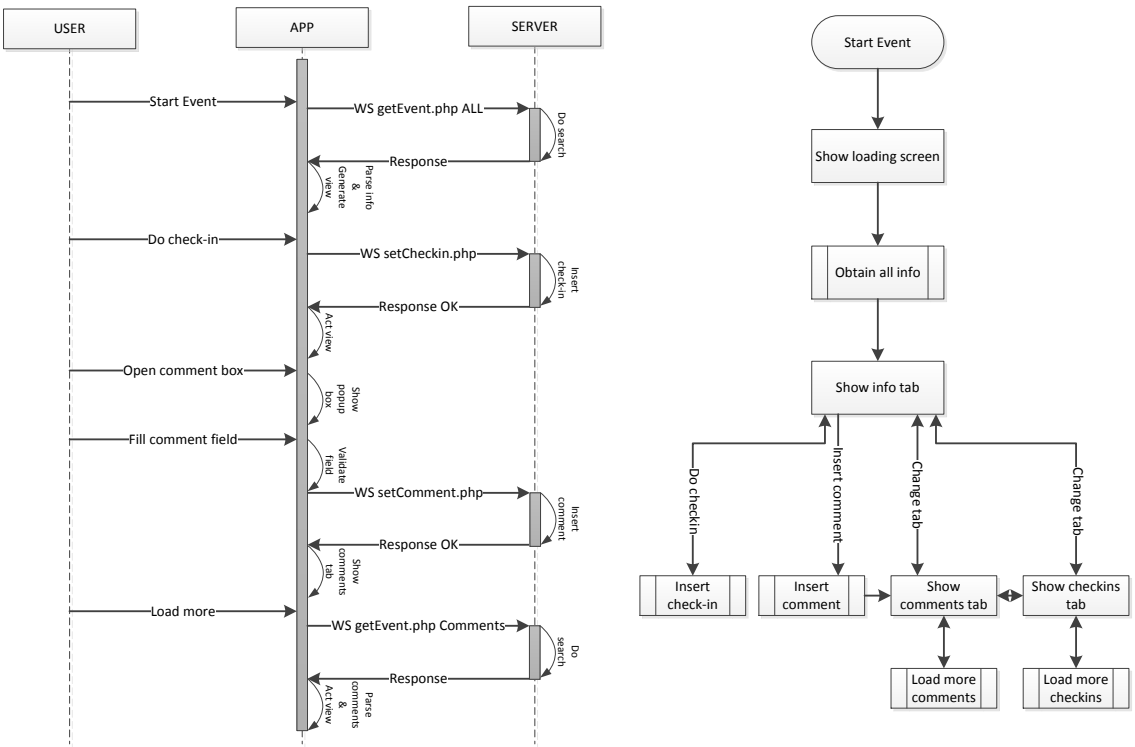 USER
APP
SERVER
Start Event
WS getEvent.php ALL
Do search
Response
Parse info
&
Generate
view
Do check-in
WS setCheckin.php
Insert
check-in
Response OK
Act view
Open comment box
Show
popup
box
Fill comment field
Validate
field
WS setComment.php
Insert
comment
Response OK
Show
comments
tab
Load more
WS getEvent.php Comments
Do
search
Response
Parse
comments
&
Act view
Start Event
Show loading screen
Obtain all info
Show info tab
Do checkin
Insert comment
Change tab
Change tab
Insert
check-in
Insert
comment
Show
comments tab
Show checkins
tab
Load more
comments
Load more
checkins